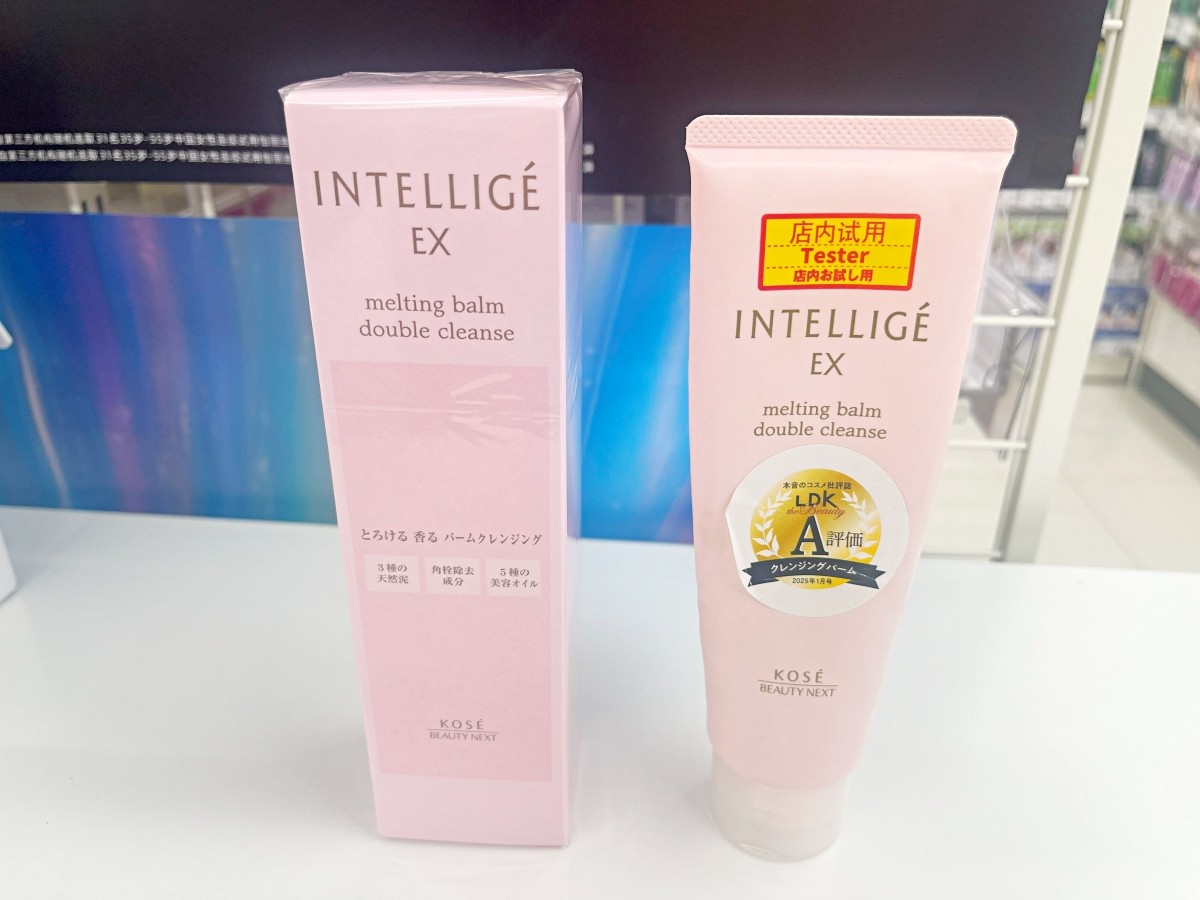 INTELLIGÉ
EX
melting balm
double cleanse
とろける 香る バームクレンジング
3種の
天然泥
角栓除去
成分
5種の
美容オイル
KOSÉ
BEAUTY NEXT
店内试用
Tester
店内お試し用
INTELLIGÉ
EX
melting balm
double cleanse
本音のコスメ批評誌
LDK
the Beauty
A評価
クレンジングバーム
2025年1月号
KOSÉ
BEAUTY NEXT